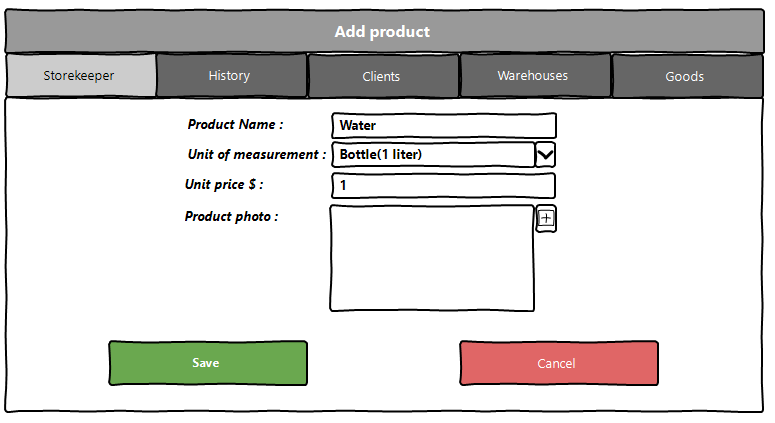 Add product
Storekeeper History Clients Warehouses Goods
Product Name : Water
Unit of measurement : Bottle(1 liter)
Unit price $ : 1
Product photo :
Save Cancel